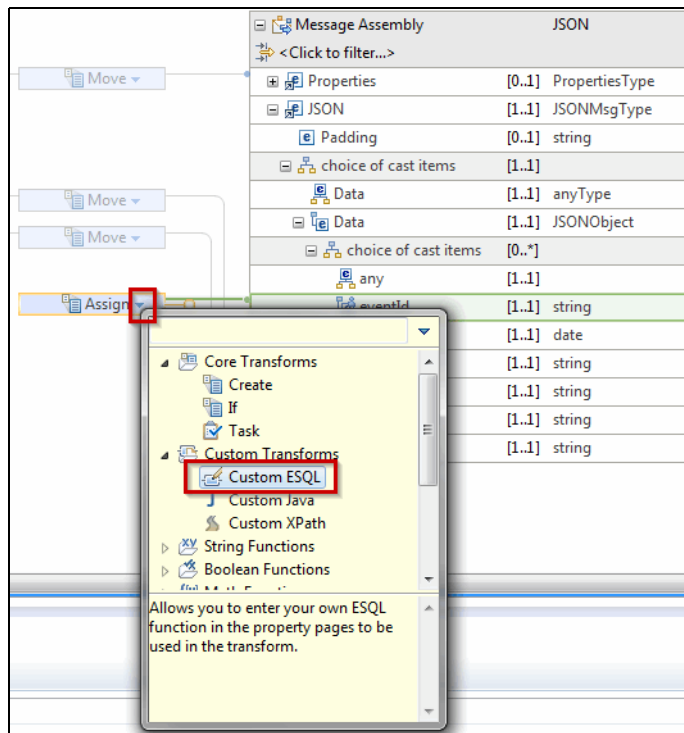 Message Assembly JSON
<Click to filter...>
Move Properties [0..1] PropertiesType
JSON [1..1] JSONMsgType
Padding [0..1] string
choice of cast items [1..1]
Move Data [1..1] anyType
Data [1..1] JSONObject
Move choice of cast items [0..*]
any [1..1]
Assign eventId [1..1] string
[1..1] date
[1..1] string
[1..1] string
[1..1] string
[1..1] string
Core Transforms
Create
If
Task
Custom Transforms
Custom ESQL
Custom Java
Custom XPath
String Functions
Boolean Functions
Allows you to enter your own ESQL
function in the property pages to be
used in the transform.